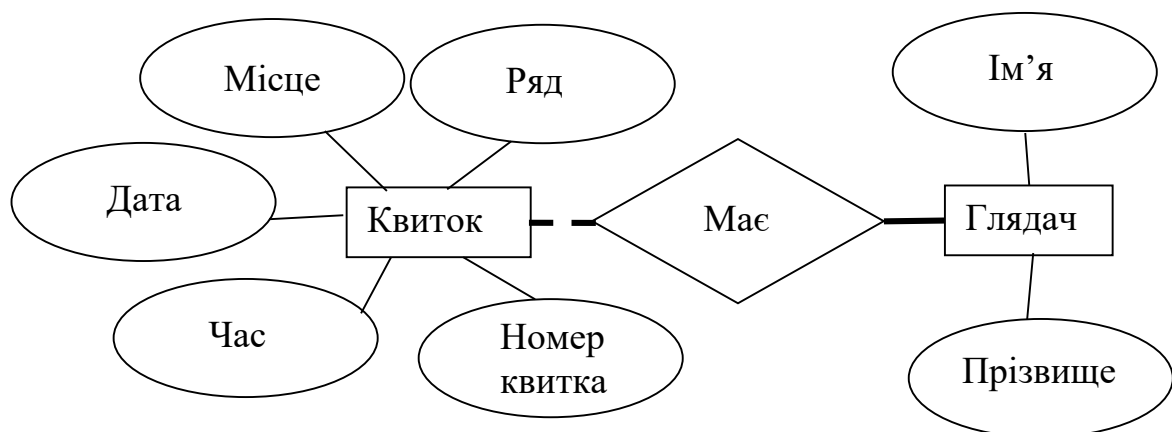 Місце
Ряд
Ім’я
Дата
Квиток
Має
Глядач
Час
Номер
квитка
Прізвище